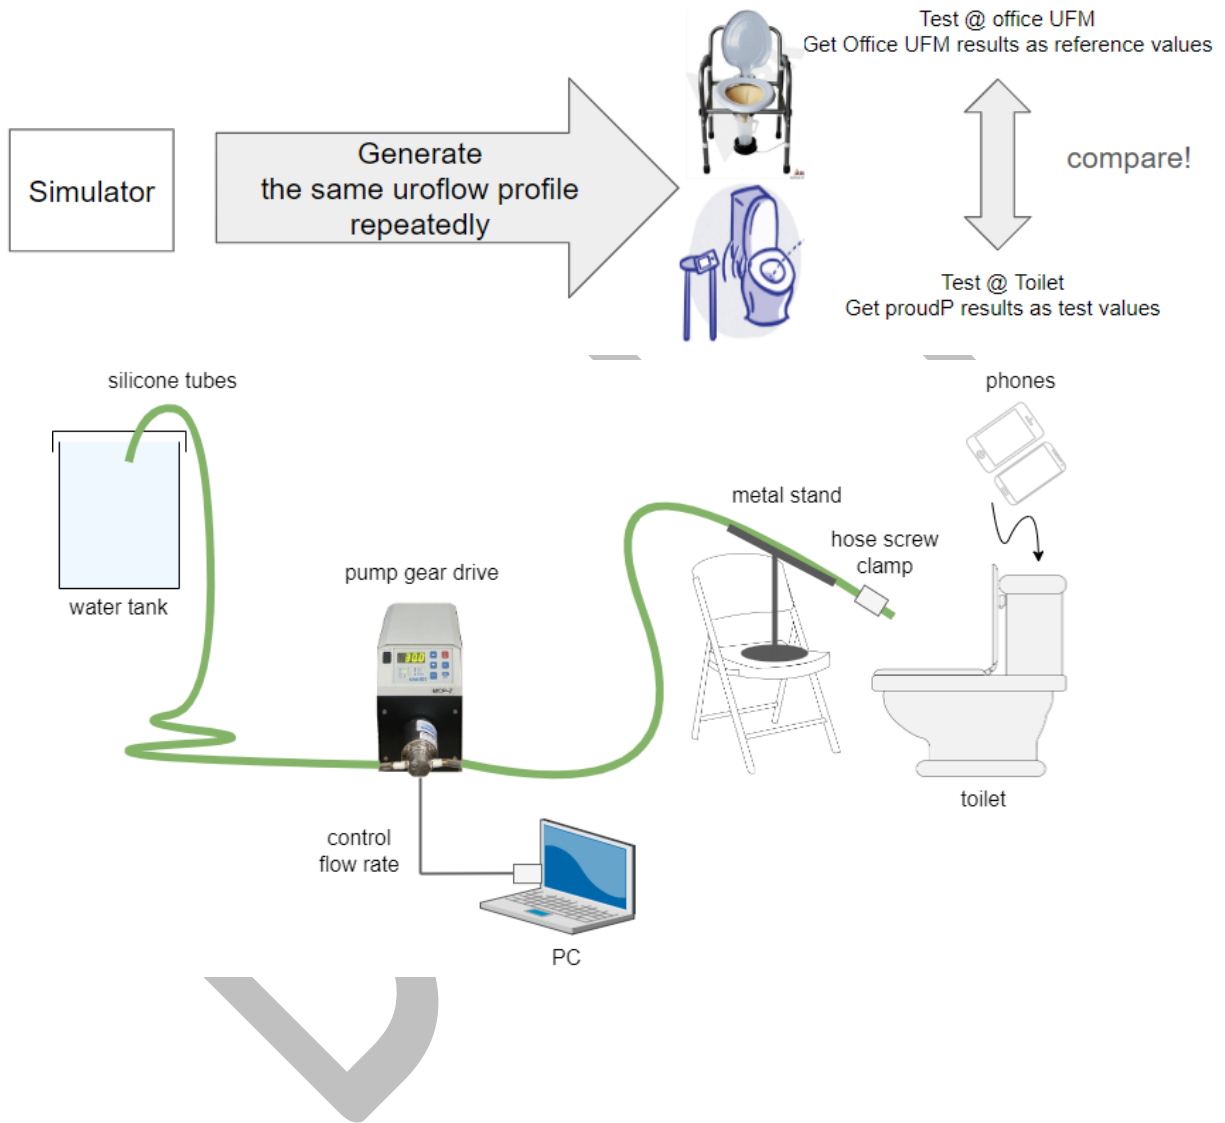 Test @ office UFM
Get Office UFM results as reference values
Simulator
Generate
the same uroflow profile
repeatedly
compare!
Test @ Toilet
Get proudP results as test values
silicone tubes
phones
metal stand
hose screw
clamp
pump gear drive
water tank
300
MCP-Z
toilet
control
flow rate
PC